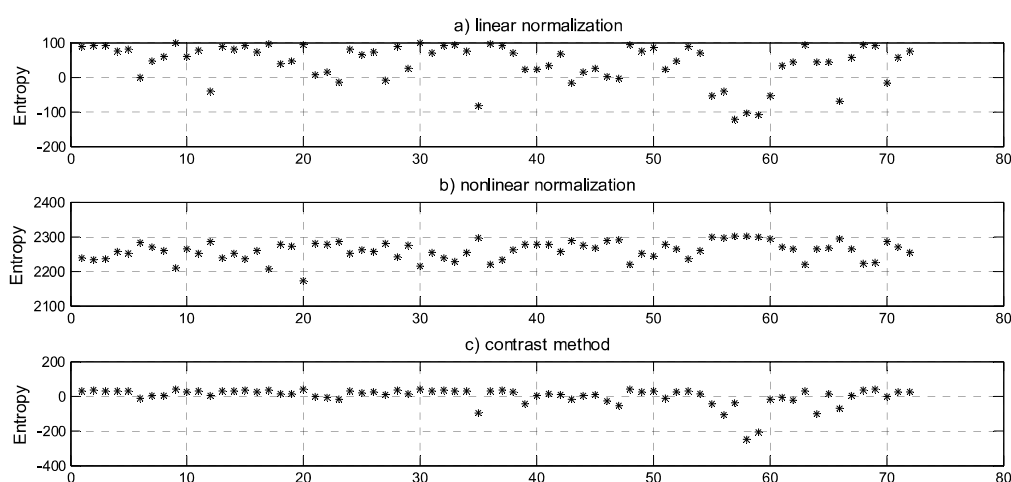 a) linear normalization
100
0
-100
-200
Entropy
0 10 20 30 40 50 60 70 80
b) nonlinear normalization
2400
2300
2200
2100
Entropy
0 10 20 30 40 50 60 70 80
c) contrast method
200
0
-200
-400
Entropy
0 10 20 30 40 50 60 70 80